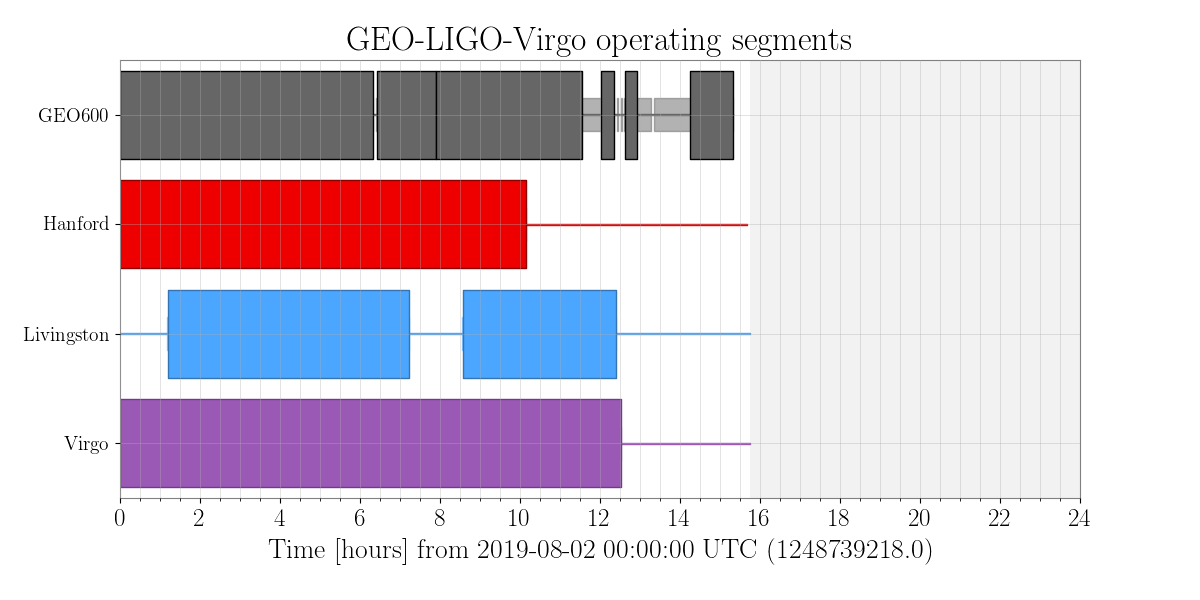 GEO-LIGO-Virgo operating segments
GEO600
Hanford
Livingston
Virgo
0 2 4 6 8 10 12 14 16 18 20 22 24
Time [hours] from 2019-08-02 00:00:00 UTC (1248739218.0)